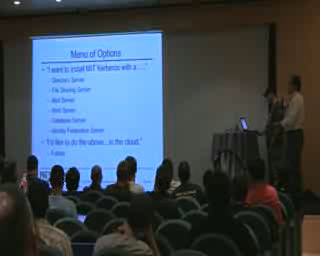 Menu of Options
• "I want to install MIT Kerberos with a . . ."
– Directory Server
– File Sharing Server
– Mail Server
– Web Server
– Database Server
– Identity Federation Server
• "I'd like to do the above…in the cloud."
– Future